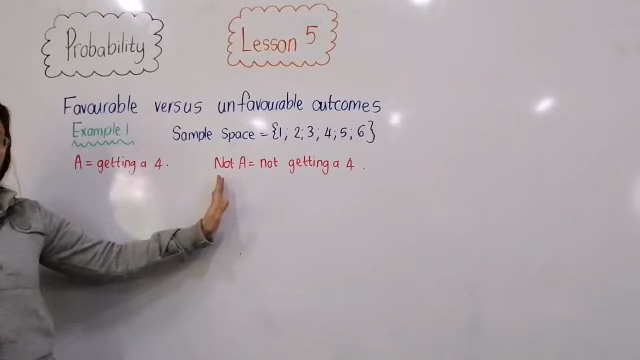 Probability
Lesson 5
Favourable versus unfavourable outcomes
Example 1 Sample Space = {1; 2; 3; 4; 5; 6}
A = getting a 4. Not A = not getting a 4.